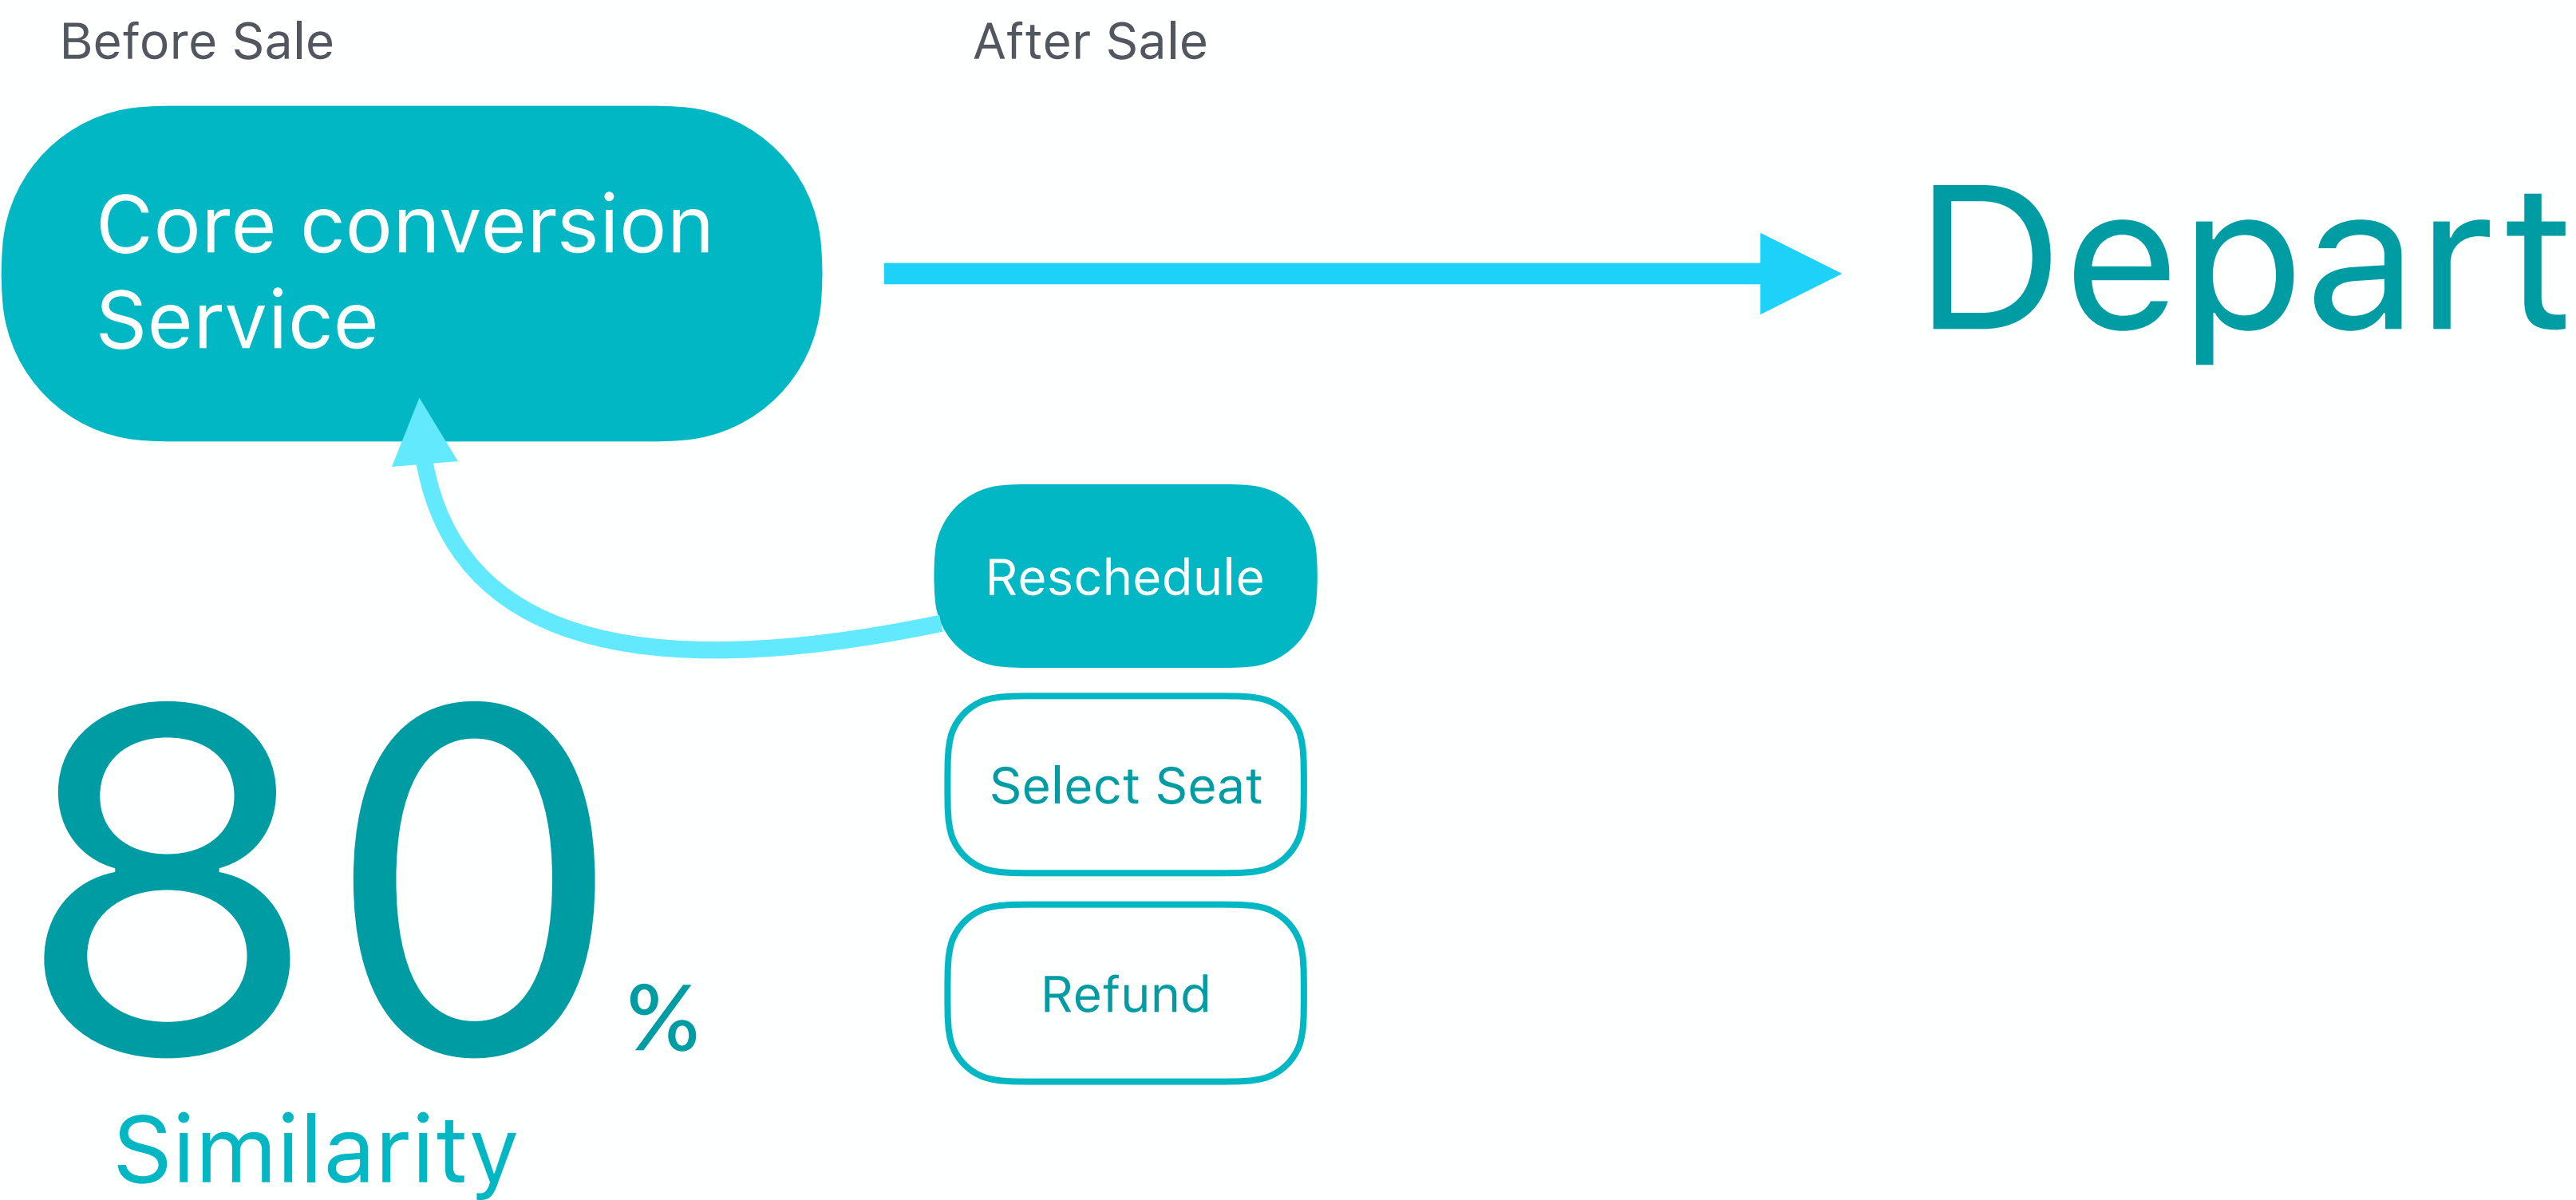 Before Sale
After Sale
Core conversion
Service
Depart
Reschedule
Select Seat
Refund
80 %
Similarity